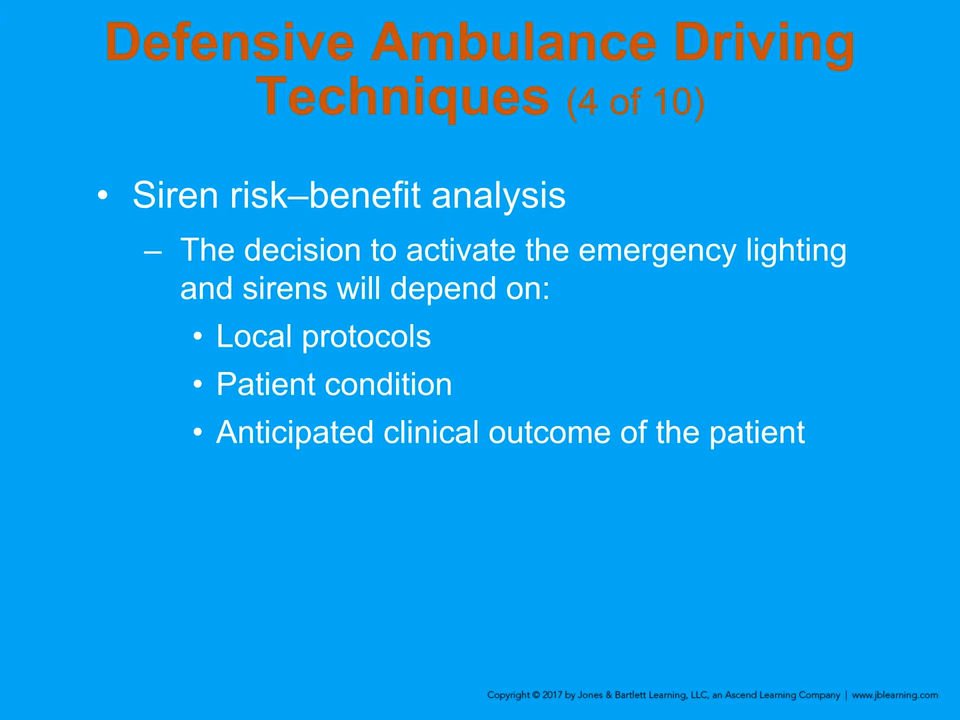 Defensive Ambulance Driving
Techniques (4 of 10)
• Siren risk–benefit analysis
– The decision to activate the emergency lighting
and sirens will depend on:
• Local protocols
• Patient condition
• Anticipated clinical outcome of the patient
Copyright © 2017 by Jones & Bartlett Learning, LLC, an Ascend Learning Company | www.jblearning.com